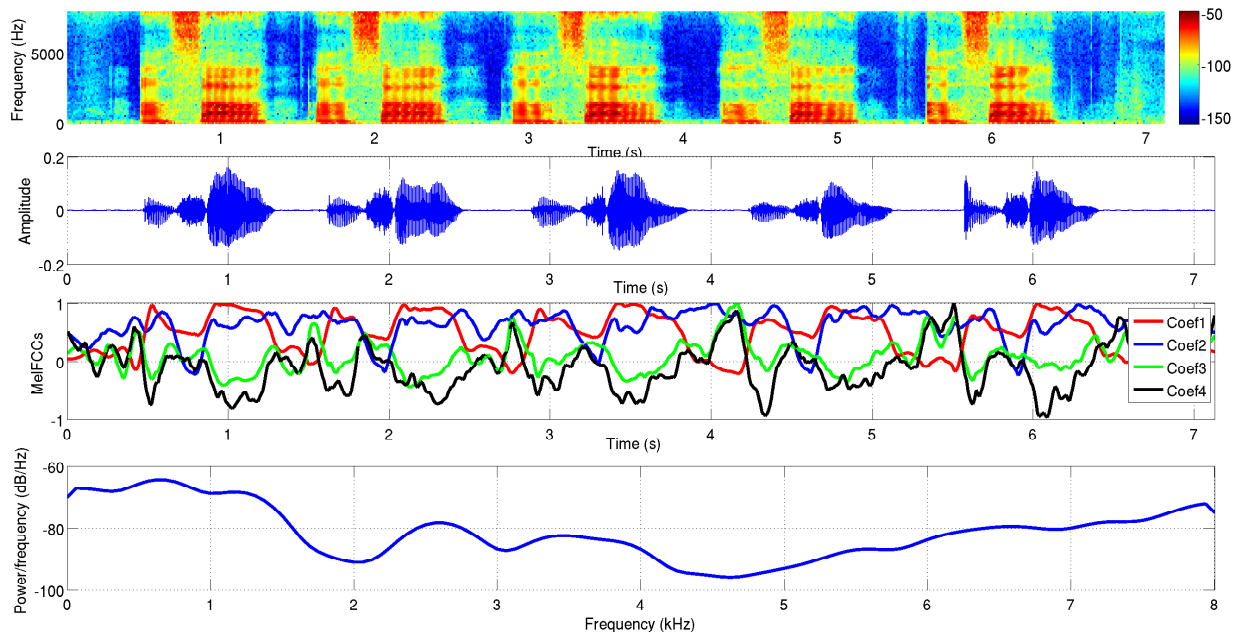 Frequency (Hz)
5000
0
1 2 3 4 5 6 7
Time (s)
-50
-100
-150
Amplitude
0.2
0
-0.2
0 1 2 3 4 5 6 7
Time (s)
MelFCCs
1
0
-1
Coef1
Coef2
Coef3
Coef4
0 1 2 3 4 5 6 7
Time (s)
Power/frequency (dB/Hz)
-60
-80
-100
0 1 2 3 4 5 6 7 8
Frequency (kHz)